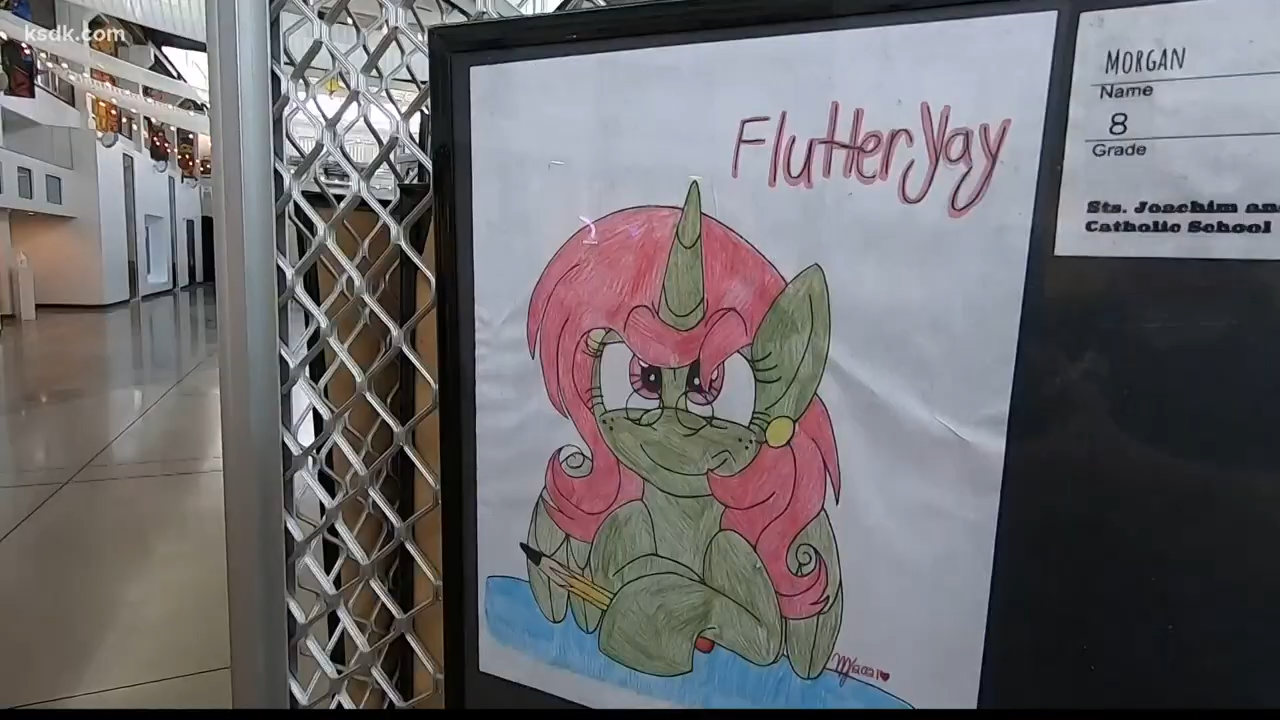 ksdk.com
FlutterYay
MORGAN
Name
8
Grade
Sts. Joachim an
Catholic School